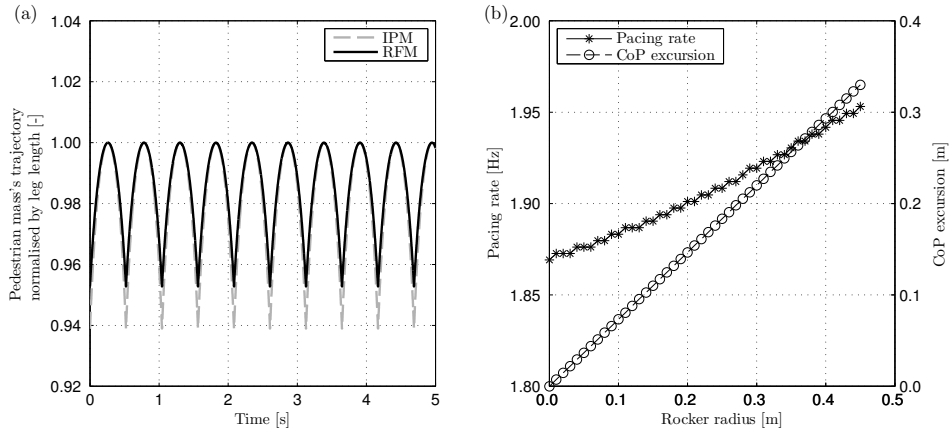 (a)
1.04
1.02
1.00
0.98
0.96
0.94
0.92
Pedestrian mass's trajectory
normalised by leg length [-]
IPM
RFM
0
1
2
3
4
5
Time [s]
(b)
2.00
1.95
1.90
1.85
1.80
Pacing rate [Hz]
Pacing rate
CoP excursion
0.4
0.3
0.2
0.1
0.0
CoP excursion [m]
0.0
0.1
0.2
0.3
0.4
0.5
Rocker radius [m]